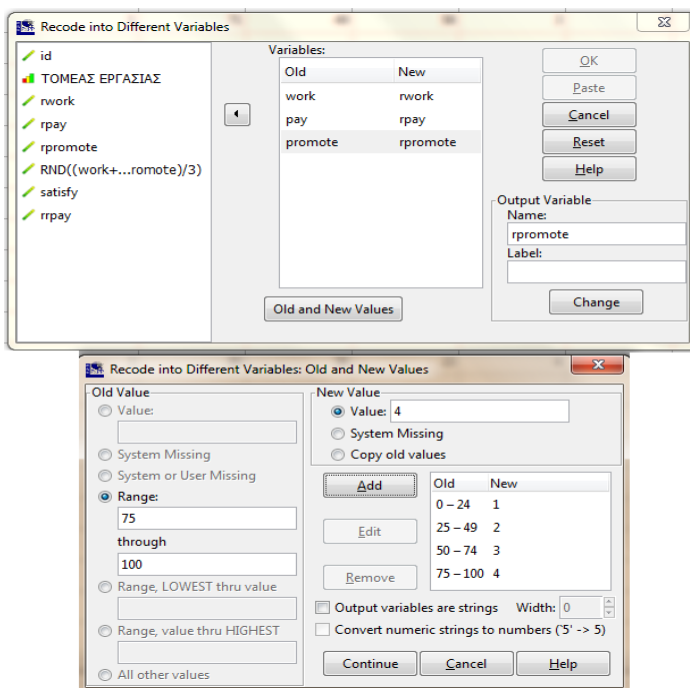 Recode into Different Variables
id
ΤΟΜΕΑΣ ΕΡΓΑΣΙΑΣ
rwork
rpay
rpromote
RND((work+...romote)/3)
satisfy
rrpay
Variables:
Old New
work rwork
pay rpay
promote rpromote
Old and New Values
OK
Paste
Cancel
Reset
Help
Output Variable
Name:
rpromote
Label:
Change
Recode into Different Variables: Old and New Values
Old Value
Value:
System Missing
System or User Missing
Range:
75
through
100
Range, LOWEST thru value
Range, value thru HIGHEST
All other values
New Value
Value: 4
System Missing
Copy old values
Add
Edit
Remove
Old New
0 – 24 1
25 – 49 2
50 – 74 3
75 – 100 4
Output variables are strings Width: 0
Convert numeric strings to numbers ('5' -> 5)
Continue Cancel Help